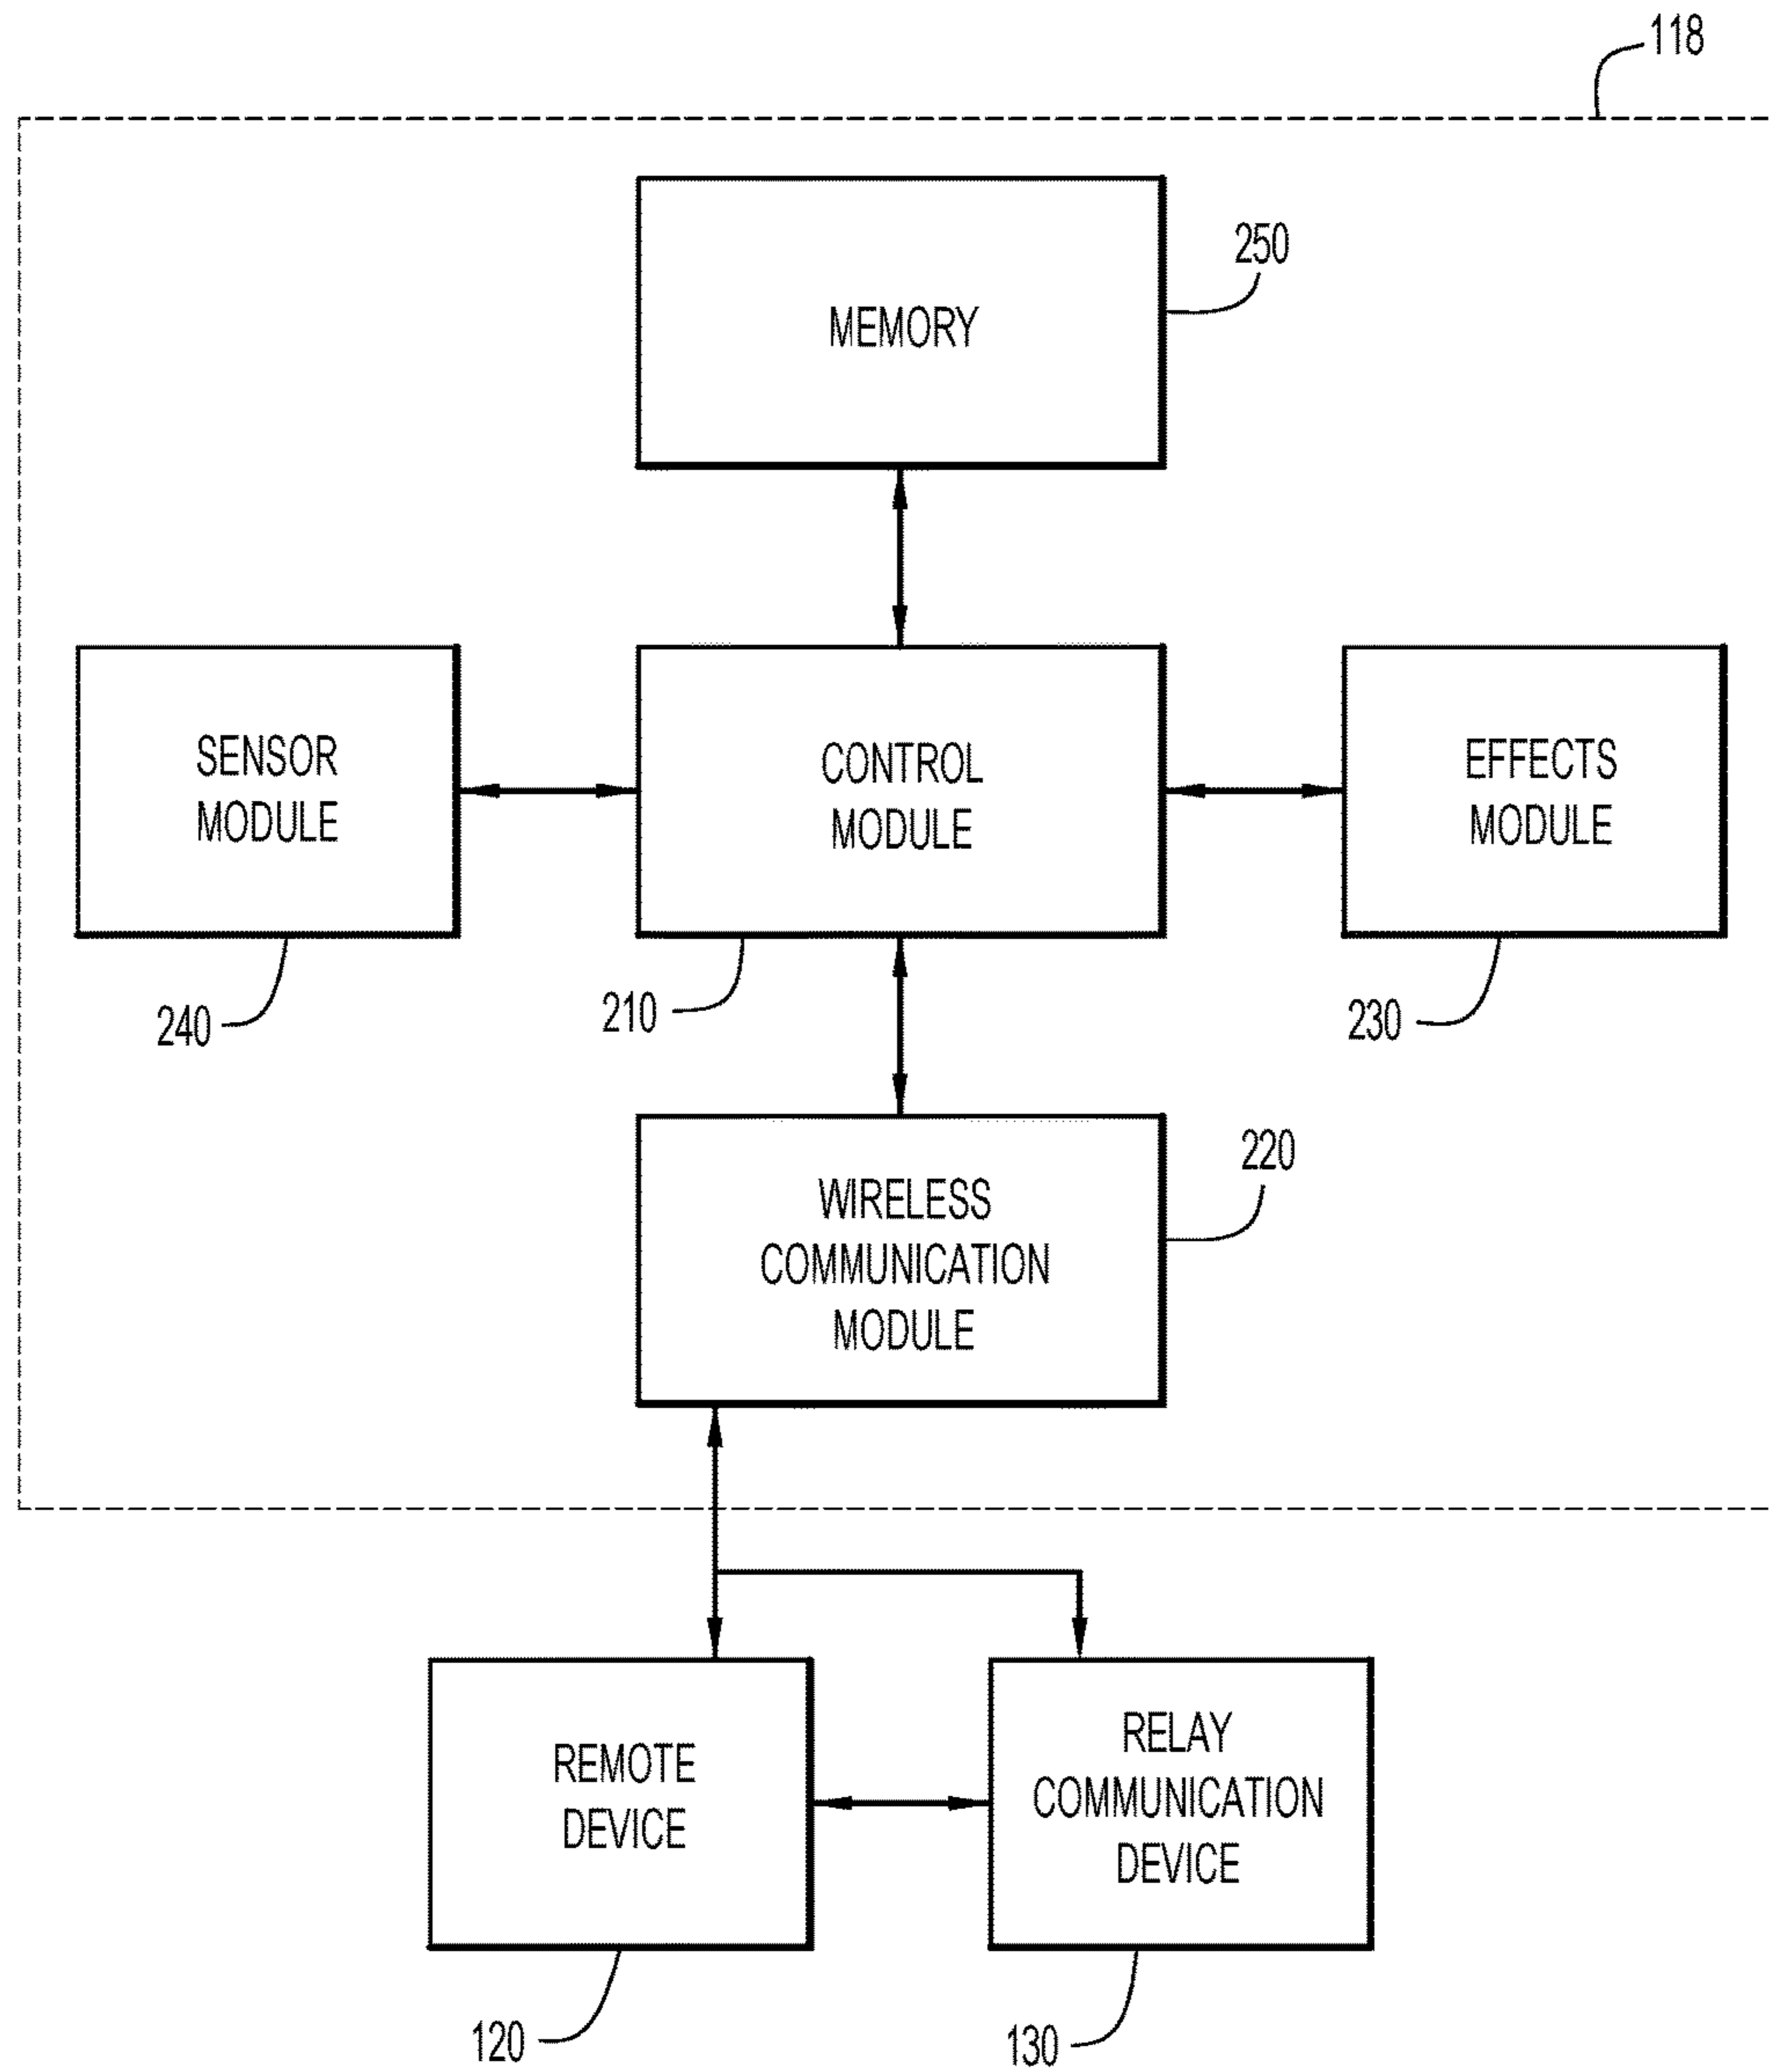 118
MEMORY
250
SENSOR
MODULE
CONTROL
MODULE
EFFECTS
MODULE
240
210
230
WIRELESS
COMMUNICATION
MODULE
220
REMOTE
DEVICE
RELAY
COMMUNICATION
DEVICE
120
130